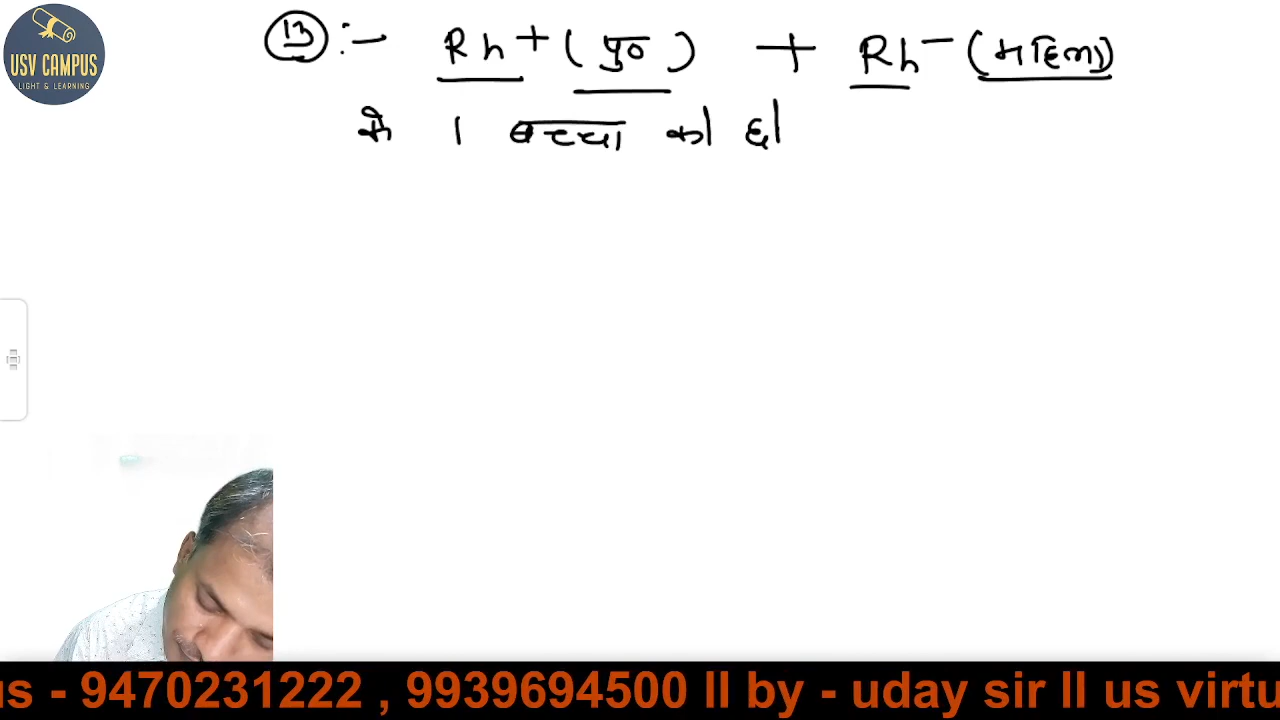 USV CAMPUS
LIGHT & LEARNING
13 :- Rh+ (पु०) + Rh- (महिला)
से 1 बच्चा को छो
us - 9470231222 , 9939694500 ll by - uday sir ll us virtu